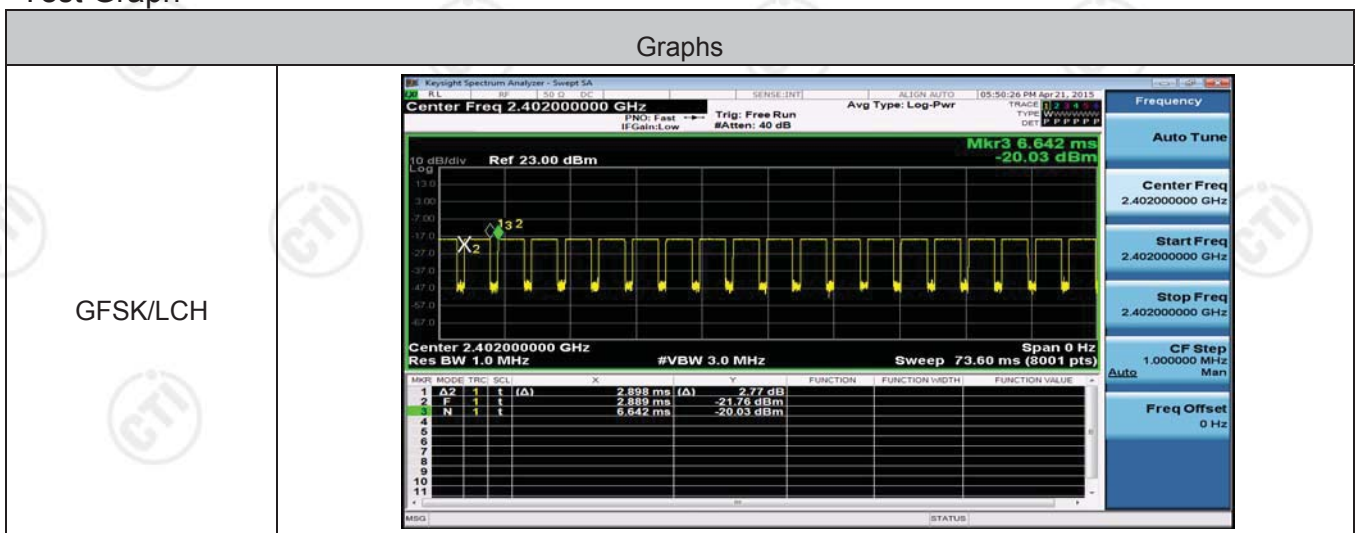 Test Graph
Graphs
GFSK/LCH
Keysight Spectrum Analyzer - Swept SA
RL RF 50 Ω DC SENSE:INT ALIGN AUTO 05:50:26 PM Apr 21, 2015
Center Freq 2.402000000 GHz
PNO: Fast
IFGain:Low
Trig: Free Run
#Atten: 40 dB
Avg Type: Log-Pwr
TRACE 1 2 3 4 5 6
TYPE WWWWWW
DET P P P P P P
Mkr3 6.642 ms
-20.03 dBm
10 dB/div Ref 23.00 dBm
Log
13.0
3.00
-7.00
-17.0
-27.0
-37.0
-47.0
-57.0
-67.0
1 3 2
X2
Center 2.402000000 GHz Span 0 Hz
Res BW 1.0 MHz #VBW 3.0 MHz Sweep 73.60 ms (8001 pts)
MKR MODE TRC SCL X Y FUNCTION FUNCTION WIDTH FUNCTION VALUE
1 Δ2 1 t (Δ) 2.898 ms (Δ) 2.77 dB
2 F 1 t 2.889 ms -21.76 dBm
3 N 1 t 6.642 ms -20.03 dBm
4
5
6
7
8
9
10
11
MSG STATUS
Frequency
Auto Tune
Center Freq
2.402000000 GHz
Start Freq
2.402000000 GHz
Stop Freq
2.402000000 GHz
CF Step
1.000000 MHz
Auto Man
Freq Offset
0 Hz
CTI
CTI
CTI
CTI